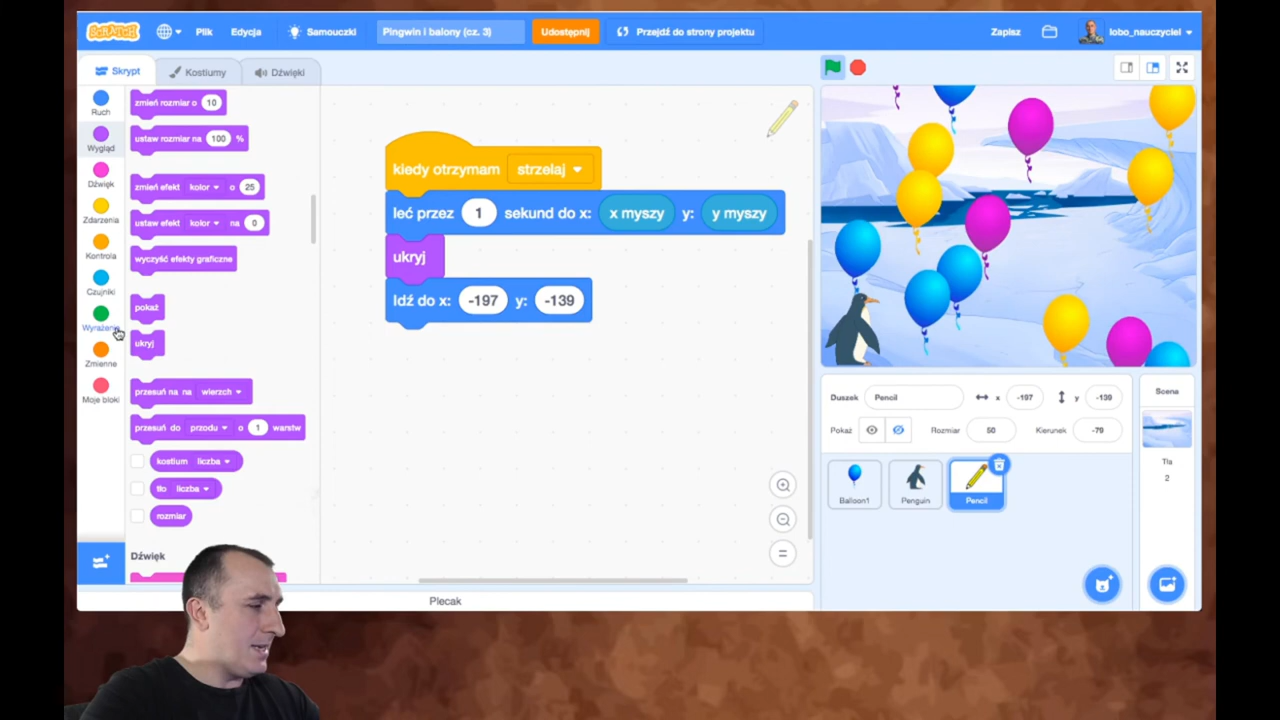 SCRATCH Plik Edycja Samouczki Pingwin i balony (cz. 3) Udostępnij Przejdź do strony projektu Zapisz lobo_nauczyciel
Skrypt Kostiumy Dźwięki
Ruch
Wygląd
Dźwięk
Zdarzenia
Kontrola
Czujniki
Wyrażenia
Zmienne
Moje bloki
zmień rozmiar o 10
ustaw rozmiar na 100 %
zmień efekt kolor o 25
ustaw efekt kolor na 0
wyczyść efekty graficzne
pokaż
ukryj
przesuń na na wierzch
przesuń do przodu o 1 warstw
kostium liczba
tło liczba
rozmiar
Dźwięk
kiedy otrzymam strzelaj
leć przez 1 sekund do x: x myszy y: y myszy
ukryj
Idź do x: -197 y: -139
Plecak
Duszek Pencil x -197 y -139
Pokaż Rozmiar 50 Kierunek -79
Balloon1 Penguin Pencil
Scena
Tła
2